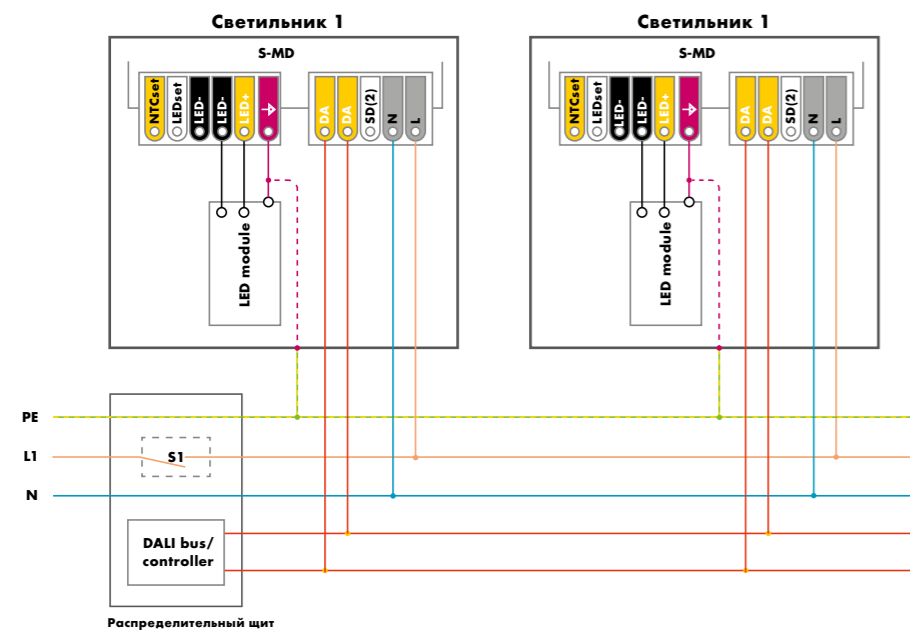 Светильник 1
S-MD
NTCset
LEDset
LED-
LED-
LED+
DA
DA
SD(2)
N
L
LED module
Светильник 1
S-MD
NTCset
LEDset
LED-
LED-
LED+
DA
DA
SD(2)
N
L
LED module
PE
L1
S1
N
DALI bus/
controller
Распределительный щит